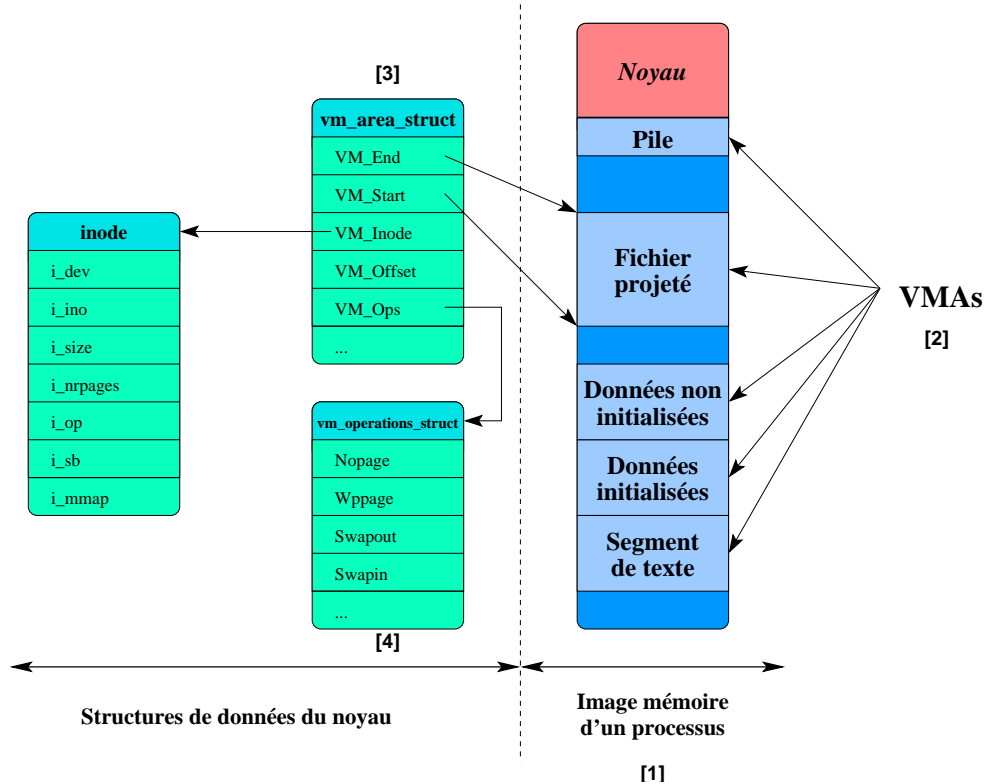 [3]
vm_area_struct
VM_End
VM_Start
VM_Inode
VM_Offset
VM_Ops
...
inode
i_dev
i_ino
i_size
i_nrpages
i_op
i_sb
i_mmap
vm_operations_struct
Nopage
Wppage
Swapout
Swapin
...
[4]
Structures de données du noyau
Noyau
Pile
Fichier
projeté
Données non
initialisées
Données
initialisées
Segment
de texte
Image mémoire
d'un processus
[1]
VMAs
[2]